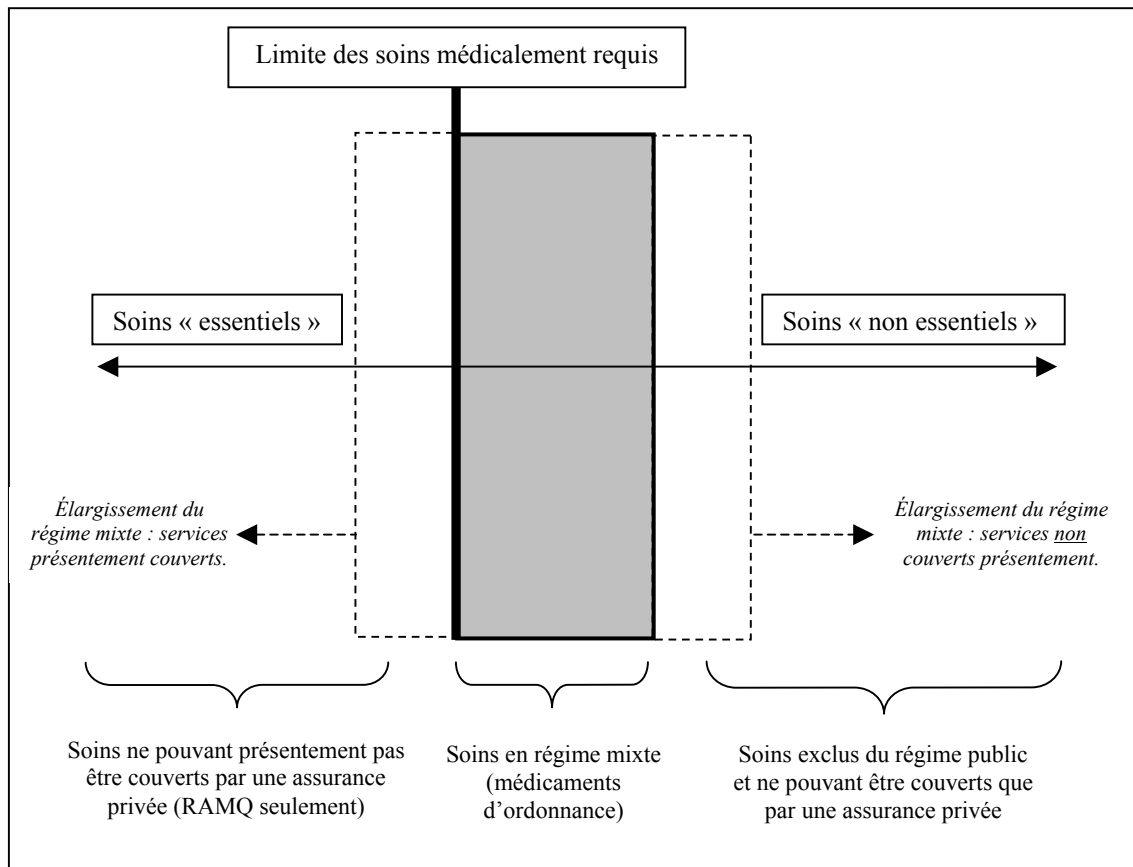 Limite des soins médicalement requis
Soins « essentiels »
Soins « non essentiels »
Élargissement du
régime mixte : services
présentement couverts.
Élargissement du régime
mixte : services non
couverts présentement.
Soins ne pouvant présentement pas
être couverts par une assurance
privée (RAMQ seulement)
Soins en régime mixte
(médicaments
d’ordonnance)
Soins exclus du régime public
et ne pouvant être couverts que
par une assurance privée